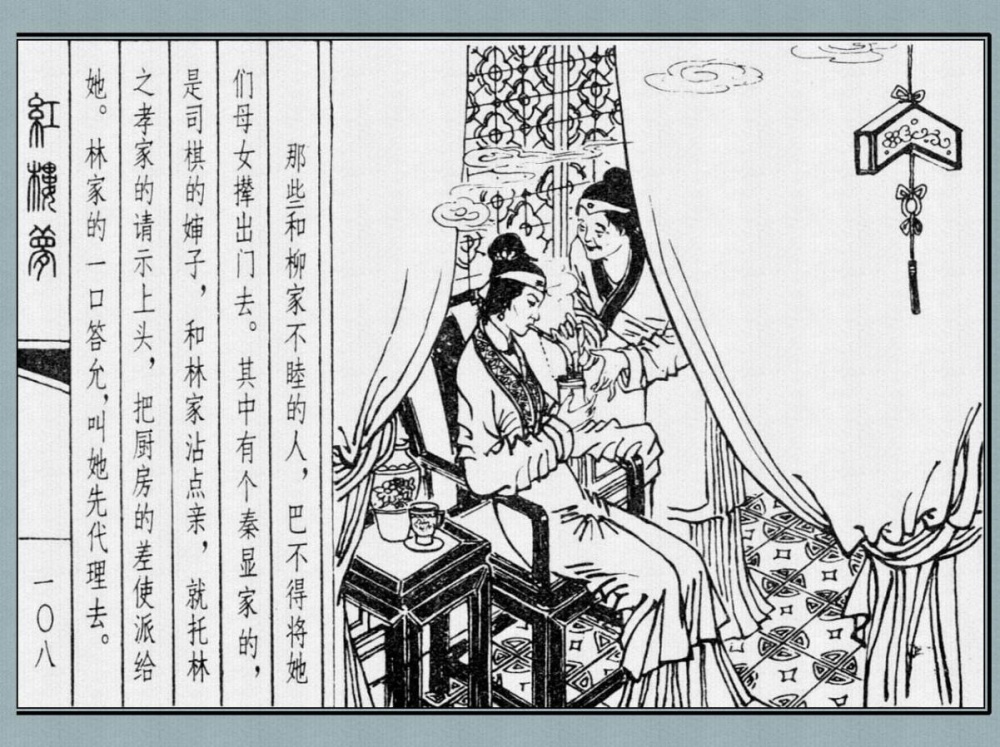 那些和柳家不睦的人，巴不得将她
们母女撵出门去。其中有个秦显家的，
是司棋的婶子，和林家沾点亲，就托林
之孝家的请示上头，把厨房的差使派给
她。林家的一口答允，叫她先代理去。
紅樓夢
一〇八